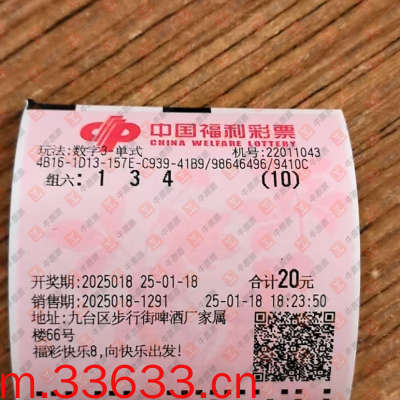 中国福利彩票
CHINA WELFARE LOTTERY
玩法:数字3-单式 机号:22011043
4B16-1D13-157E-C939-41B9/98646496/9410C
组六: 1 3 4 (10)
开奖期:2025018 25-01-18 合计20元
销售期:2025018-1291 25-01-18 18:23:50
地址:九台区步行街啤酒厂家属
楼66号
福彩快乐8,向快乐出发!
m.33633.cn